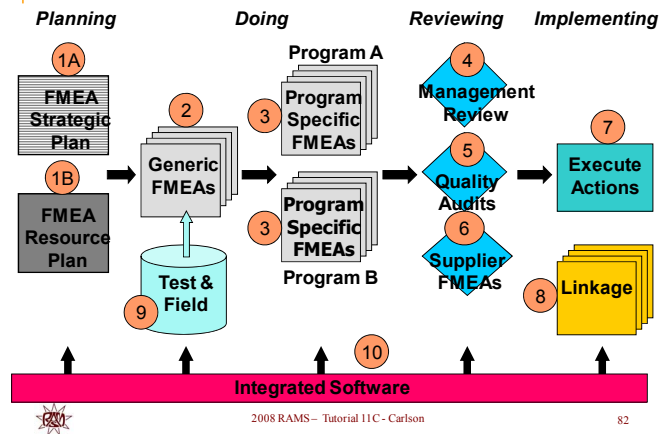 Planning
Doing
Reviewing
Implementing
1A
FMEA
Strategic
Plan
1B
FMEA
Resource
Plan
2
Generic
FMEAs
9
Test &
Field
Program A
3
Program
Specific
FMEAs
3
Program
Specific
FMEAs
Program B
4
Management
Review
5
Quality
Audits
6
Supplier
FMEAs
7
Execute
Actions
8
Linkage
10
Integrated Software
2008 RAMS – Tutorial 11C - Carlson
82